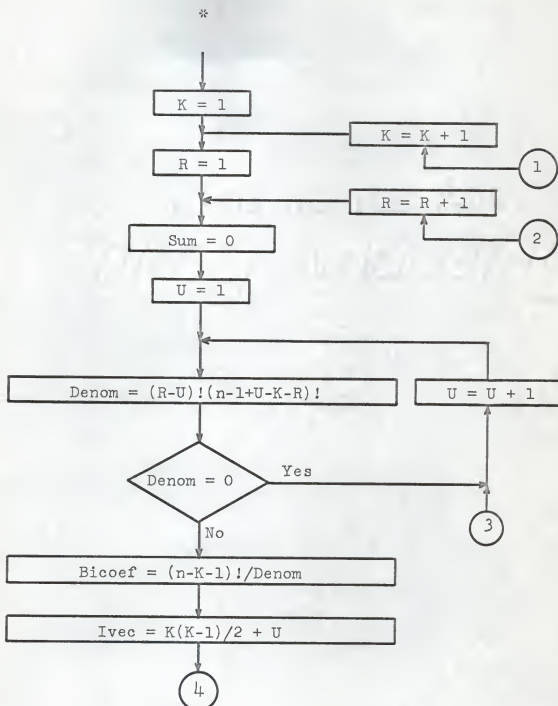 *
K = 1
K = K + 1
1
R = 1
R = R + 1
2
Sum = 0
U = 1
Denom = (R-U)!(n-1+U-K-R)!
U = U + 1
Denom = 0
Yes
3
No
Bicoef = (n-K-1)!/Denom
Ivec = K(K-1)/2 + U
4